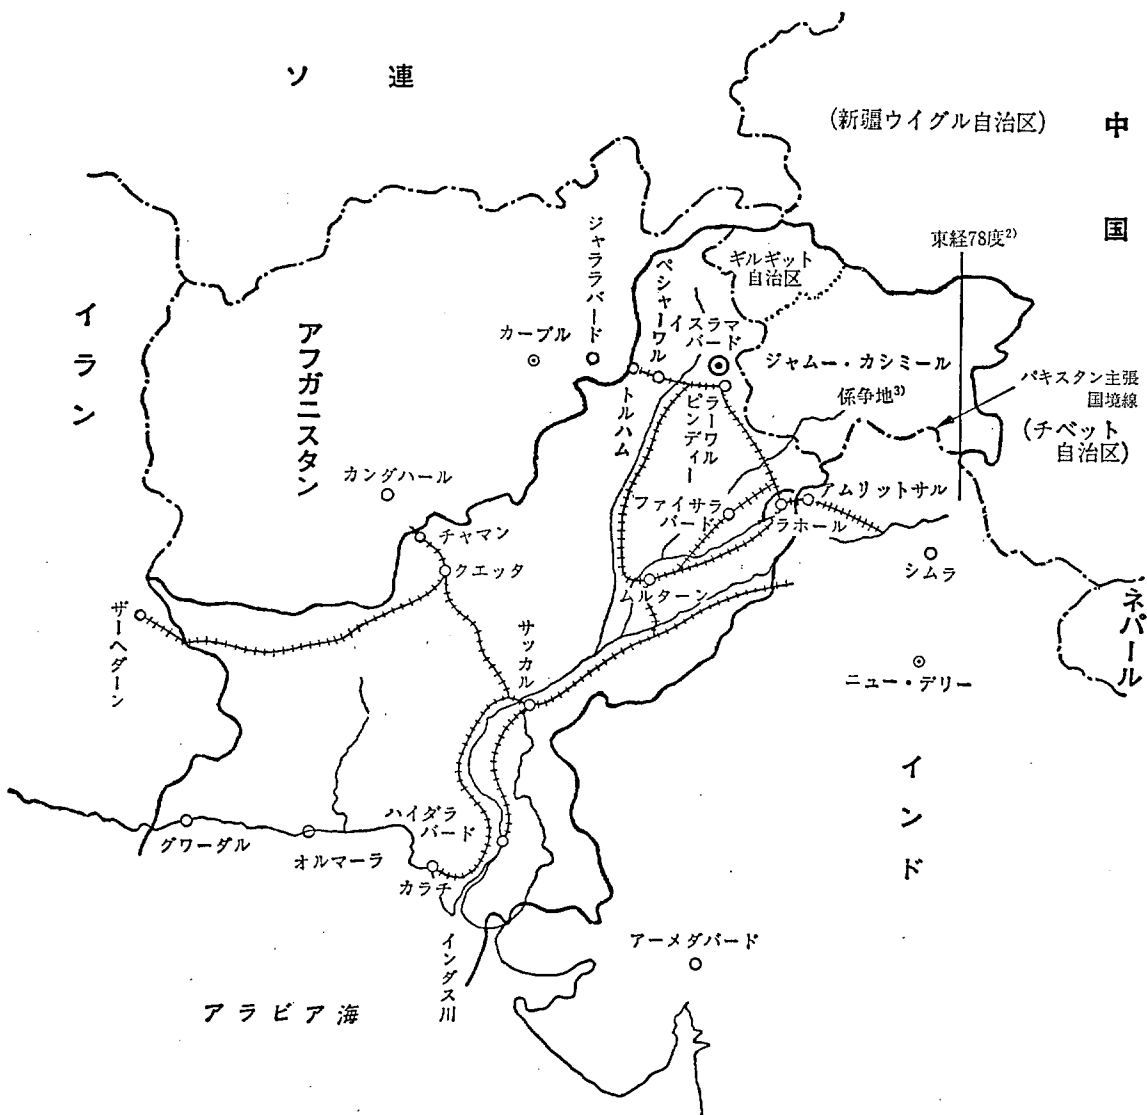 ソ連
(新疆ウイグル自治区)
中国
東経78度2)
ギルギット
自治区
ジャララバード
ペシャーワル
イスラマ
バード
カーブル
イラン
アフガニスタン
ジャムー・カシミール
係争地3)
パキスタン主張
国境線
(チベット
自治区)
トルハム
ラーワル
ピンディー
カンダハール
ファイサラ
バード
アムリットサル
ラホール
チャマン
クエッタ
シムラ
ムルターン
ザーヘダーン
サッカル
ネパール
ニュー・デリー
インド
ハイダラ
バード
グワーダル
オルマーラ
カラチ
インダス川
アーメダバード
アラビア海